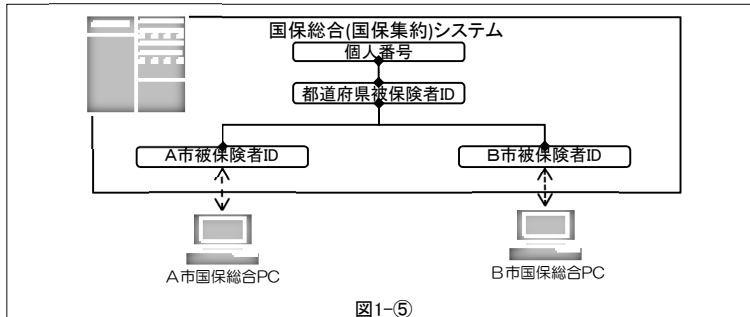 国保総合(国保集約)システム
個人番号
都道府県被保険者ID
A市被保険者ID
B市被保険者ID
A市国保総合PC
B市国保総合PC
図1-⑤